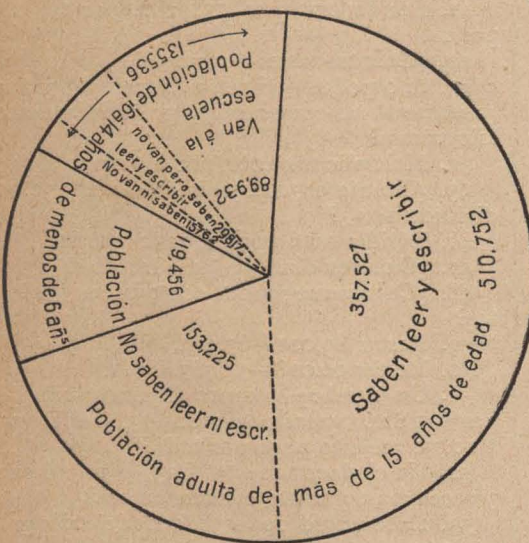 135536
Población de 6 á 14 años
Van á la
escuela
89,932
no van pero saben
leer y escribir
No van ni saben
de menos de 6 añ.s
Población
119,456
153,225
No saben leer ni escr.
357.527
Saben leer y escribir
Población adulta de más de 15 años de edad 510,752